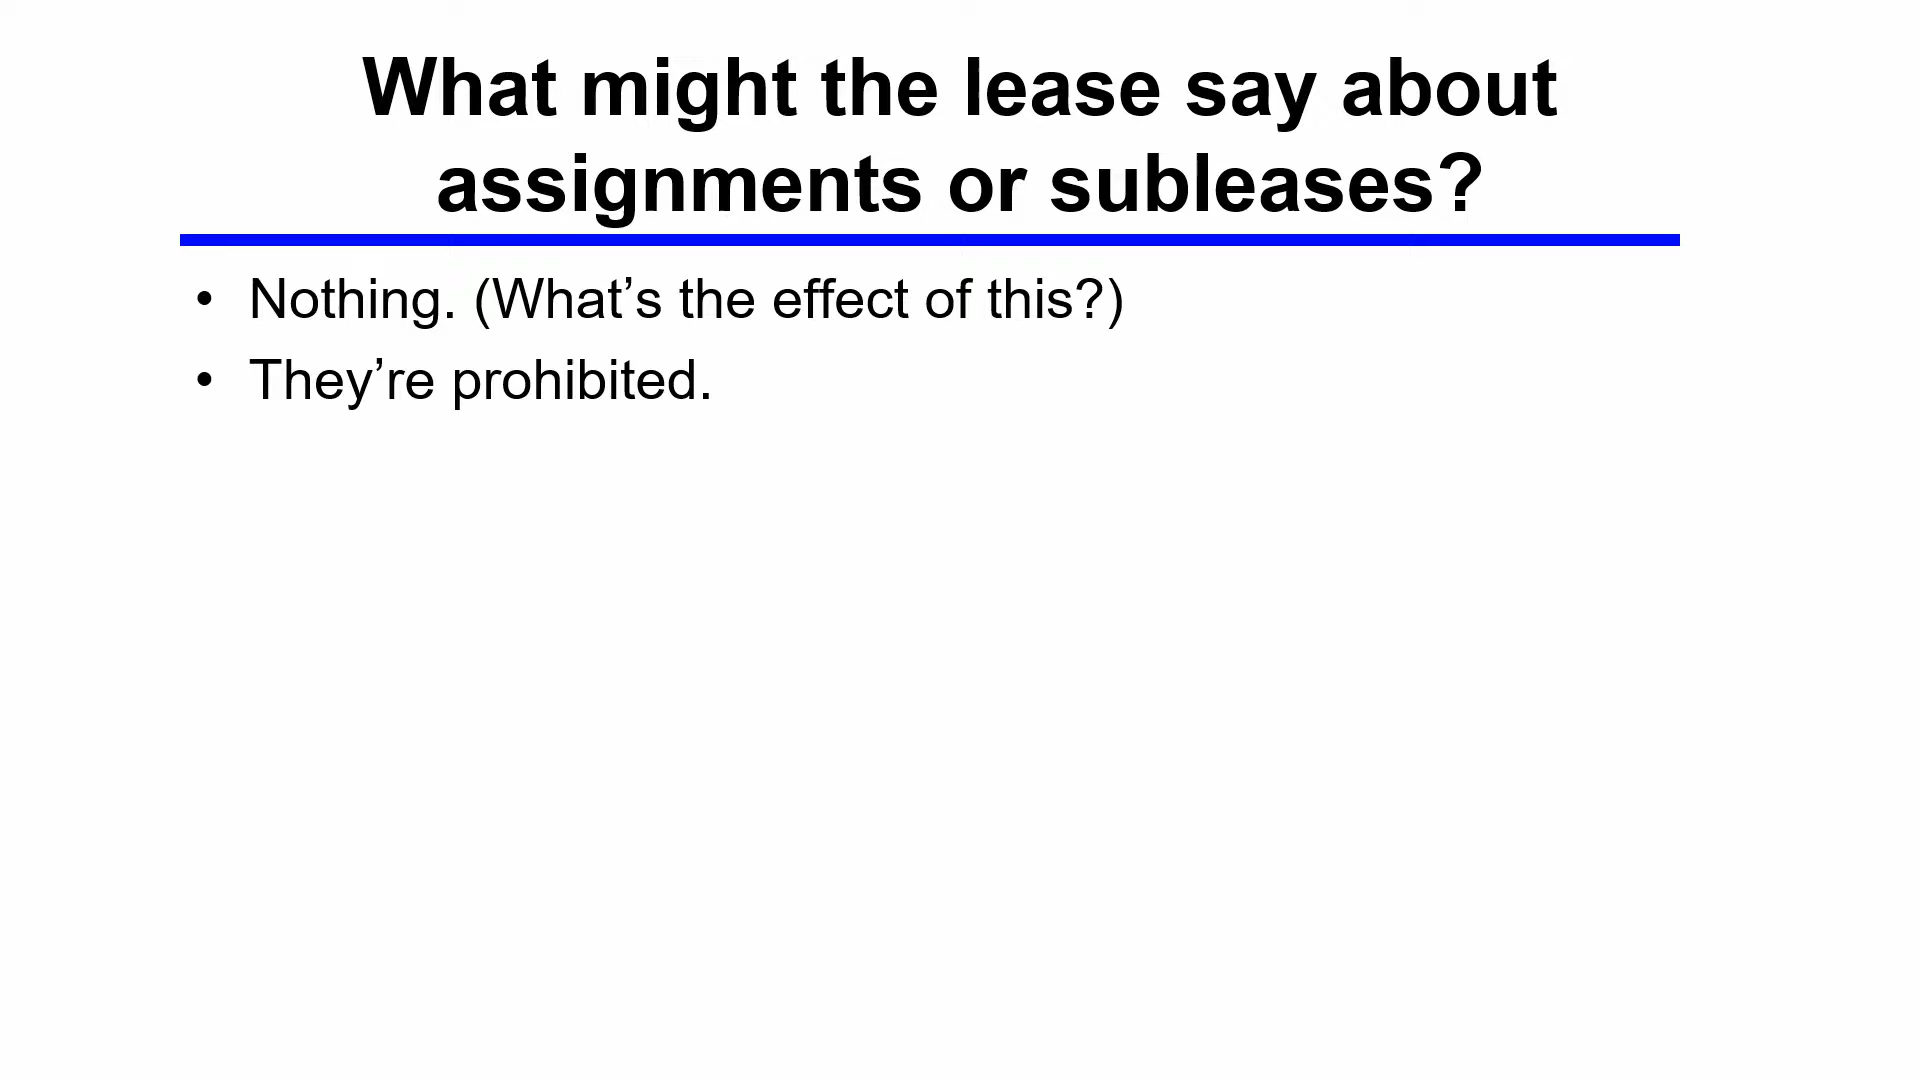 What might the lease say about
assignments or subleases?
• Nothing. (What’s the effect of this?)
• They’re prohibited.